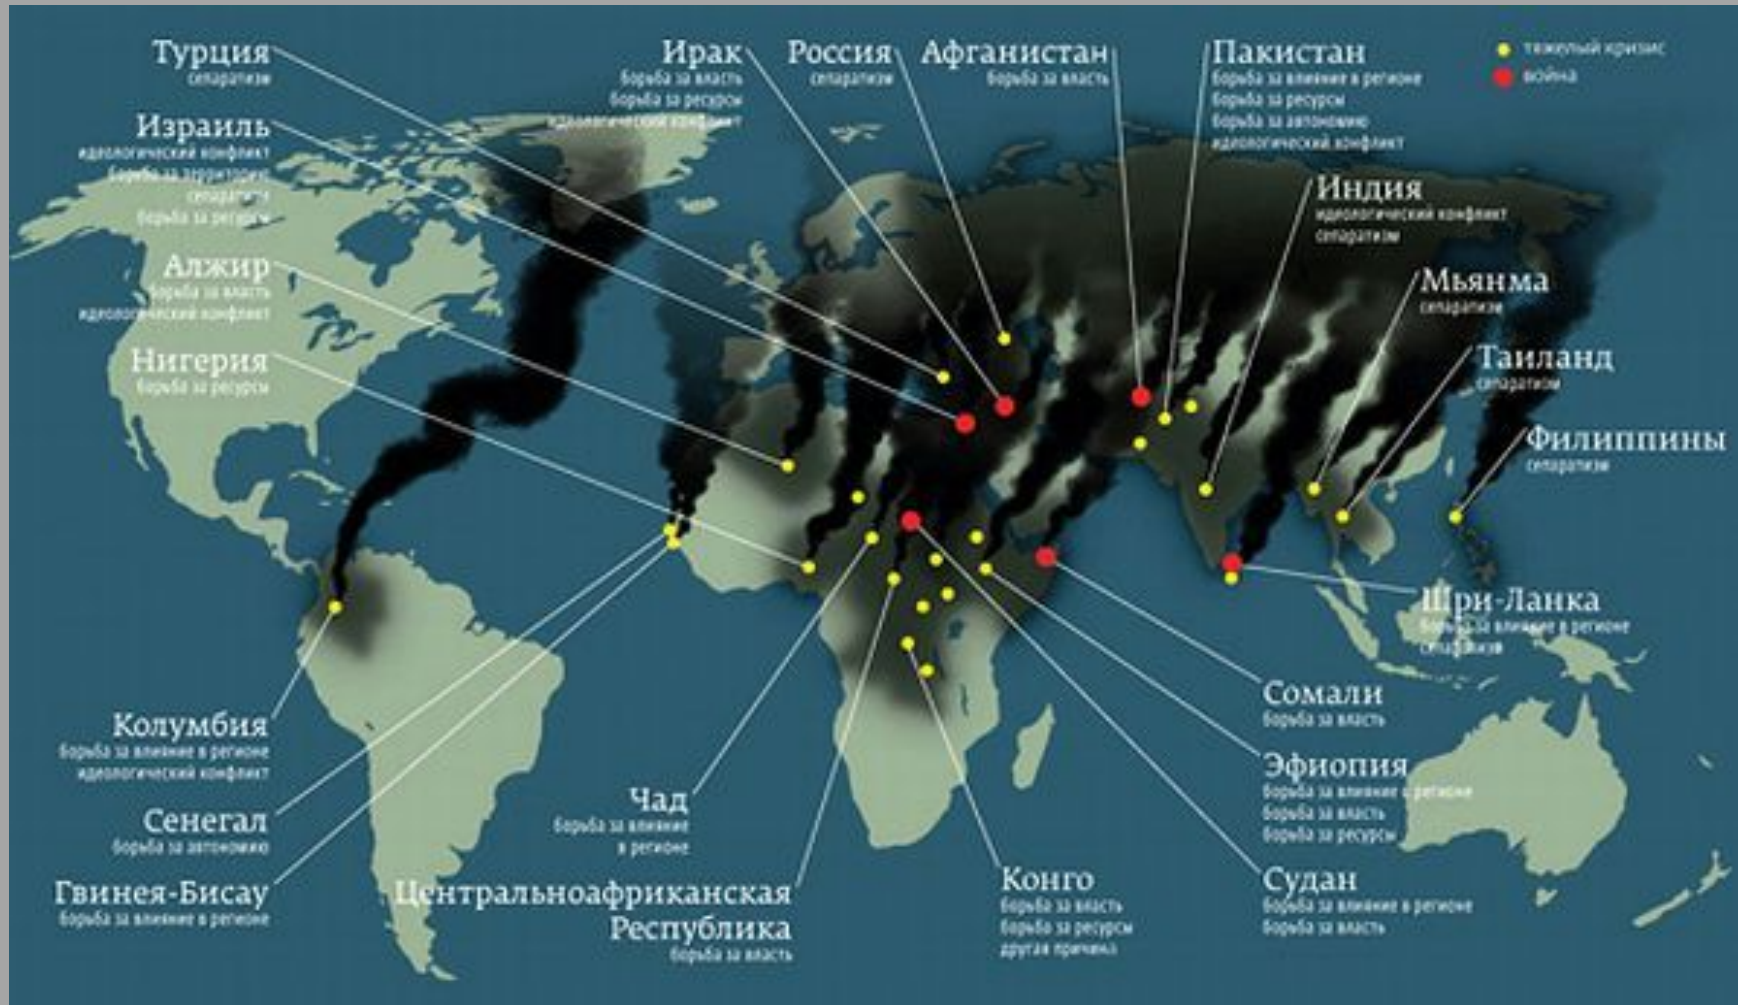 Турция
сепаратизм
Израиль
идеологический конфликт
борьба за территорию
сепаратизм
борьба за ресурсы
Алжир
борьба за власть
идеологический конфликт
Нигерия
борьба за ресурсы
Ирак
борьба за власть
борьба за ресурсы
идеологический конфликт
Россия
сепаратизм
Афганистан
борьба за власть
Пакистан
борьба за влияние в регионе
борьба за ресурсы
борьба за автономию
идеологический конфликт
тяжелый кризис
война
Индия
идеологический конфликт
сепаратизм
Мьянма
сепаратизм
Таиланд
сепаратизм
Филиппины
сепаратизм
Шри-Ланка
борьба за влияние в регионе
сепаратизм
Сомали
борьба за власть
Эфиопия
борьба за влияние в регионе
борьба за власть
борьба за ресурсы
Судан
борьба за влияние в регионе
борьба за власть
Конго
борьба за власть
борьба за ресурсы
другая причина
Колумбия
борьба за влияние в регионе
идеологический конфликт
Сенегал
борьба за автономию
Гвинея-Бисау
борьба за влияние в регионе
Чад
борьба за влияние
в регионе
Центральноафриканская
Республика
борьба за власть